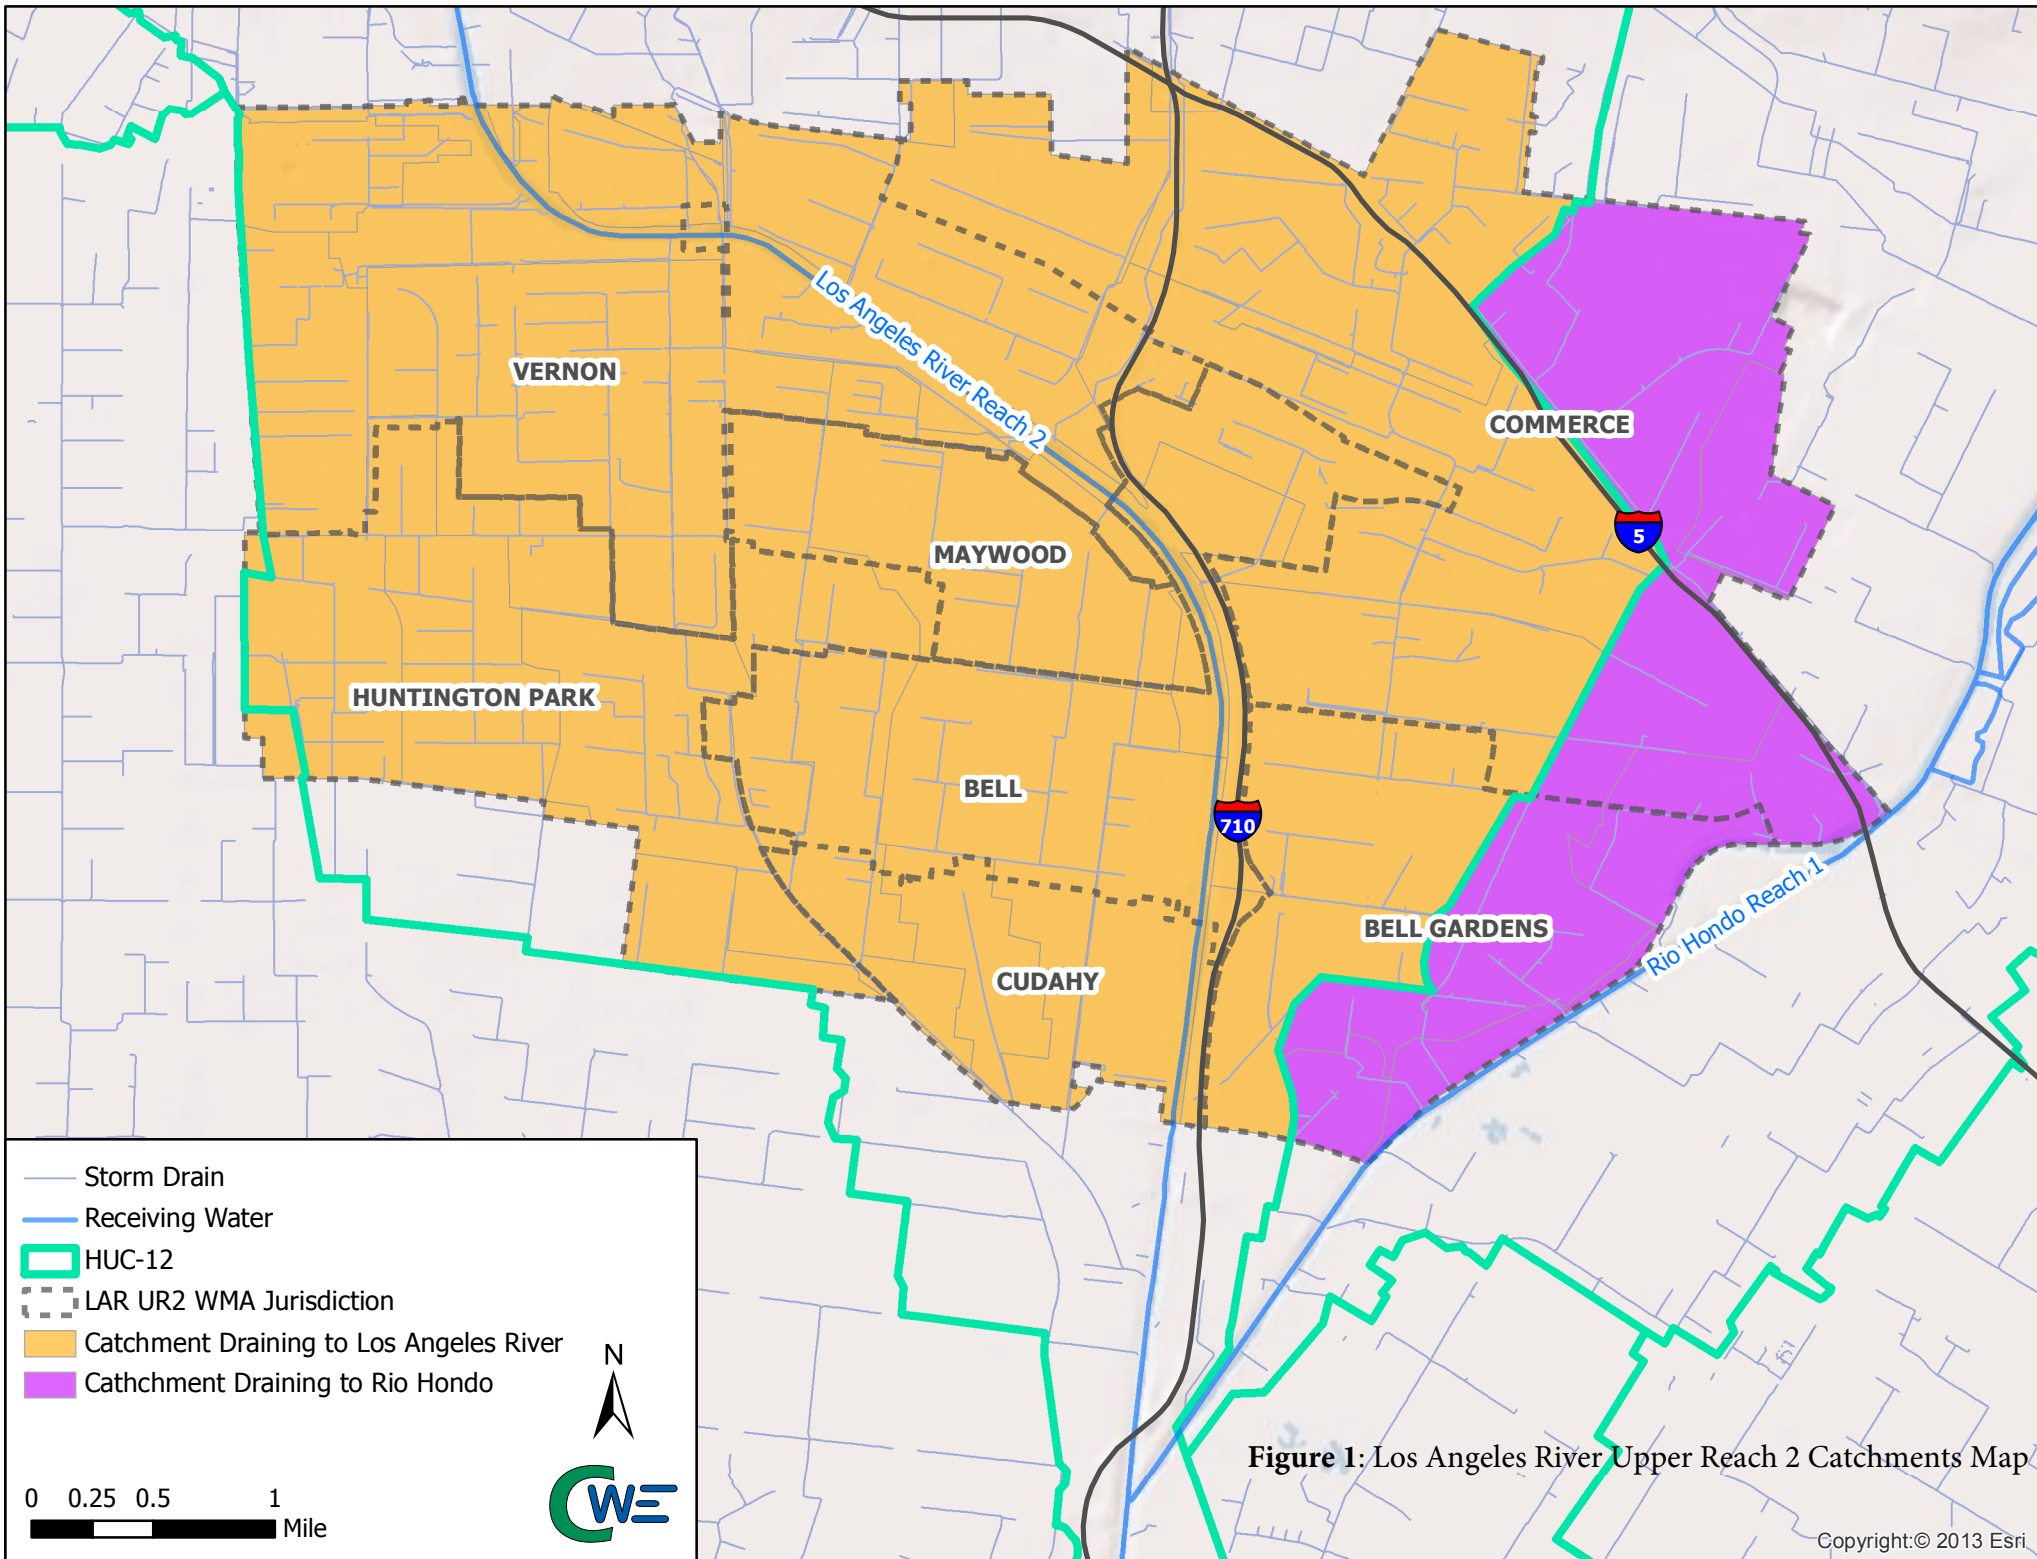 Los Angeles River Reach 2
VERNON
COMMERCE
5
MAYWOOD
HUNTINGTON PARK
BELL
710
BELL GARDENS
Rio Hondo Reach 1
CUDAHY
Storm Drain
Receiving Water
HUC-12
LAR UR2 WMA Jurisdiction
Catchment Draining to Los Angeles River
Cathchment Draining to Rio Hondo
N
0 0.25 0.5 1
Mile
CWE
Figure 1: Los Angeles River Upper Reach 2 Catchments Map
Copyright:© 2013 Esri